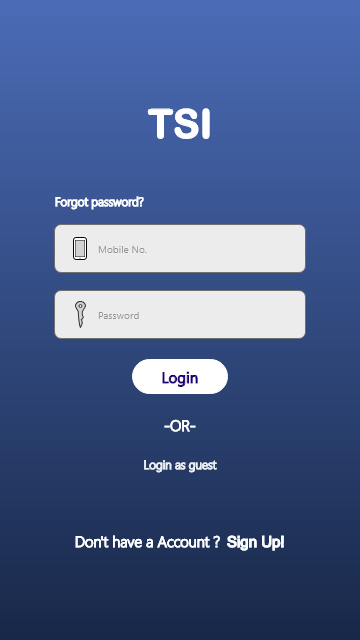 TSI
Forgot password?
Mobile No.
Password
Login
-OR-
Login as guest
Don't have a Account ? Sign Up!